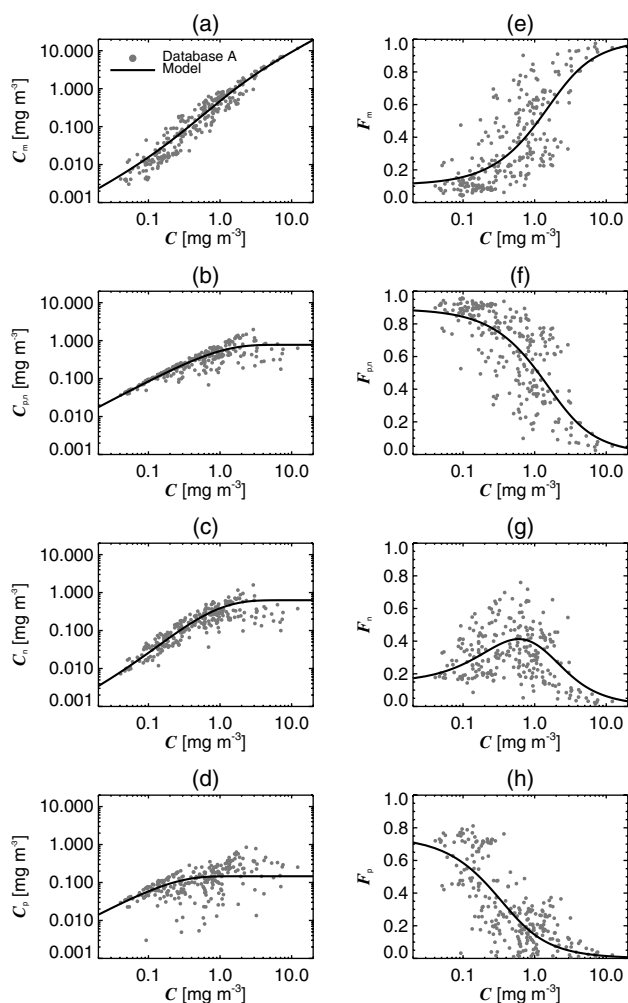 (a)
10.000
1.000
0.100
0.010
0.001
C_m [mg m⁻³]
Database A
Model
0.1 1.0 10.0
C [mg m⁻³]
(e)
1.0
0.8
0.6
0.4
0.2
0.0
F_m
0.1 1.0 10.0
C [mg m⁻³]
(b)
10.000
1.000
0.100
0.010
0.001
C_p,n [mg m⁻³]
0.1 1.0 10.0
C [mg m⁻³]
(f)
1.0
0.8
0.6
0.4
0.2
0.0
F_p,n
0.1 1.0 10.0
C [mg m⁻³]
(c)
10.000
1.000
0.100
0.010
0.001
C_n [mg m⁻³]
0.1 1.0 10.0
C [mg m⁻³]
(g)
1.0
0.8
0.6
0.4
0.2
0.0
F_n
0.1 1.0 10.0
C [mg m⁻³]
(d)
10.000
1.000
0.100
0.010
0.001
C_p [mg m⁻³]
0.1 1.0 10.0
C [mg m⁻³]
(h)
1.0
0.8
0.6
0.4
0.2
0.0
F_p
0.1 1.0 10.0
C [mg m⁻³]